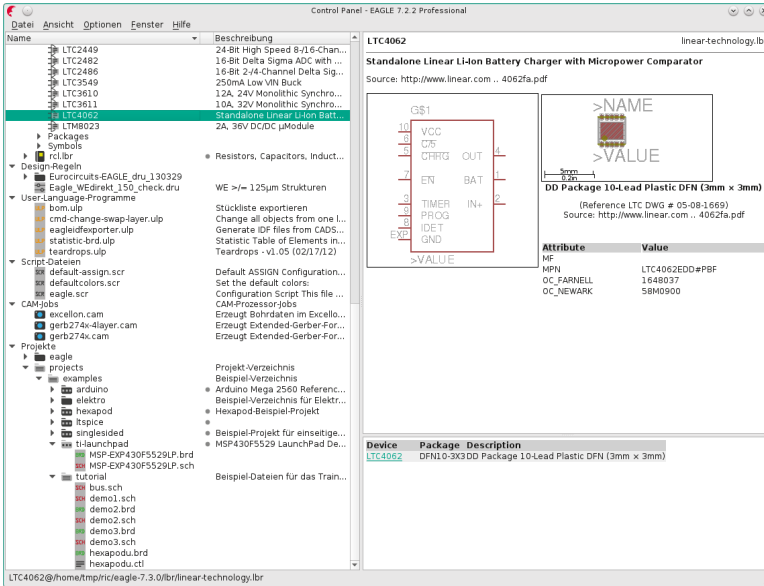 Control Panel - EAGLE 7.2.2 Professional
Datei Ansicht Optionen Fenster Hilfe
Name Beschreibung
LTC2449 24-Bit High Speed 8-/16-Chan...
LTC2482 16-Bit Delta Sigma ADC with ...
LTC2486 16-Bit 2-/4-Channel Delta Sig...
LTC3549 250mA Low VIN Buck
LTC3610 12A, 24V Monolithic Synchro...
LTC3611 10A, 32V Monolithic Synchro...
LTC4062 Standalone Linear Li-Ion Batt...
LTM8023 2A, 36V DC/DC µModule
Packages
Symbols
rcl.lbr Resistors, Capacitors, Induct...
Design-Regeln
Eurocircuits-EAGLE_dru_130329
Eagle_WEdirekt_150_check.dru WE >/= 125µm Strukturen
User-Language-Programme
bom.ulp Stückliste exportieren
cmd-change-swap-layer.ulp Change all objects from one l...
eagleidfexporter.ulp Generate IDF files from CADS...
statistic-brd.ulp Statistic Table of Elements in...
teardrops.ulp Teardrops - v1.05 (02/17/12)
Script-Dateien
default-assign.scr Default ASSIGN Configuration...
defaultcolors.scr Set the default colors:
eagle.scr Configuration Script This file ...
CAM-Jobs CAM-Prozessor-Jobs
excellon.cam Erzeugt Bohrdaten im Excello...
gerb274x-4layer.cam Erzeugt Extended-Gerber-For...
gerb274x.cam Erzeugt Extended-Gerber-For...
Projekte
eagle
projects Projekt-Verzeichnis
examples Beispiel-Verzeichnis
arduino Arduino Mega 2560 Referenc...
elektro Beispiel-Verzeichnis für Elektr...
hexapod Hexapod-Beispiel-Projekt
ltspice
singlesided Beispiel-Projekt für einseitige...
ti-launchpad MSP430F5529 LaunchPad De...
MSP-EXP430F5529LP.brd
MSP-EXP430F5529LP.sch
tutorial Beispiel-Dateien für das Train...
bus.sch
demo1.sch
demo2.brd
demo2.sch
demo3.brd
demo3.sch
hexapodu.brd
hexapodu.ctl
LTC4062@/home/tmp/ric/eagle-7.3.0/lbr/linear-technology.lbr
LTC4062 linear-technology.lbr
Standalone Linear Li-Ion Battery Charger with Micropower Comparator
Source: http://www.linear.com .. 4062fa.pdf
G$1
10 VCC
6 C/5
5 CHRG OUT 4
7 EN BAT 1
3 TIMER IN+ 2
9 PROG
8 IDET
EXP GND
>VALUE
>NAME
>VALUE
5mm
0.2in
DD Package 10-Lead Plastic DFN (3mm × 3mm)
(Reference LTC DWG # 05-08-1669)
Source: http://www.linear.com .. 4062fa.pdf
Attribute Value
MF
MPN LTC4062EDD#PBF
OC_FARNELL 1648037
OC_NEWARK 58M0900
Device Package Description
LTC4062 DFN10-3X3 DD Package 10-Lead Plastic DFN (3mm × 3mm)